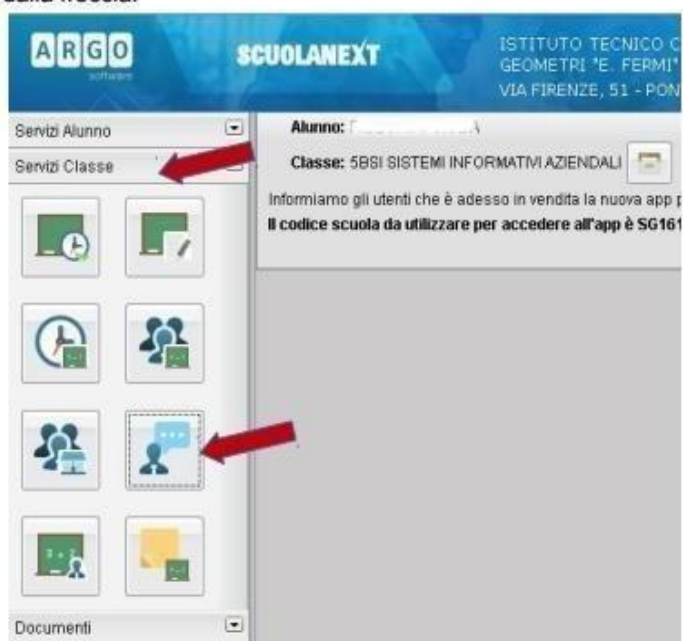 ARGO
software
SCUOLANEXT
ISTITUTO TECNICO C
GEOMETRI "E. FERMI"
VIA FIRENZE, 51 - PON
Servizi Alunno
Servizi Classe
Alunno:
Classe: 5BSI SISTEMI INFORMATIVI AZIENDALI
Informiamo gli utenti che è adesso in vendita la nuova app p
Il codice scuola da utilizzare per accedere all'app è SG161
Documenti